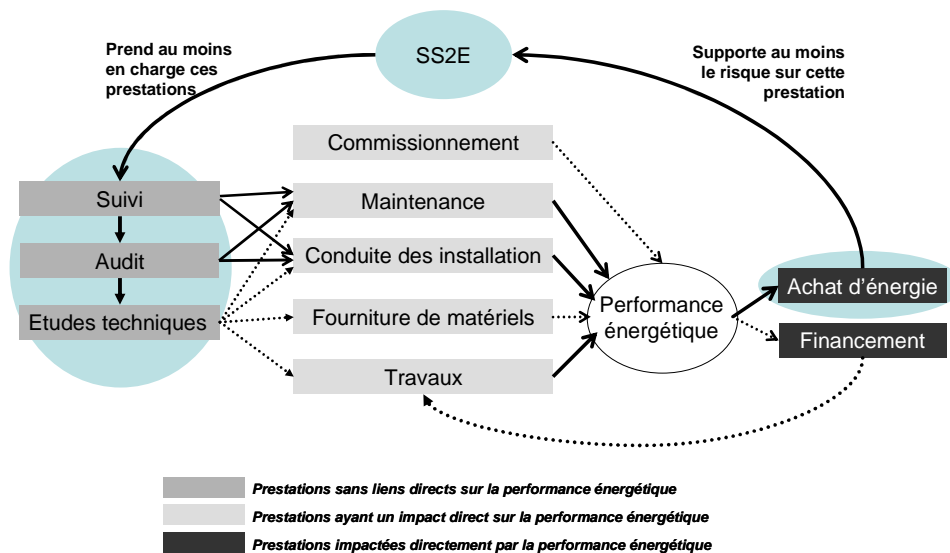 Prend au moins
en charge ces
prestations
SS2E
Supporte au moins
le risque sur cette
prestation
Commissionnement
Suivi
Maintenance
Audit
Conduite des installation
Etudes techniques
Fourniture de matériels
Travaux
Performance
énergétique
Achat d'énergie
Financement
Prestations sans liens directs sur la performance énergétique
Prestations ayant un impact direct sur la performance énergétique
Prestations impactées directement par la performance énergétique